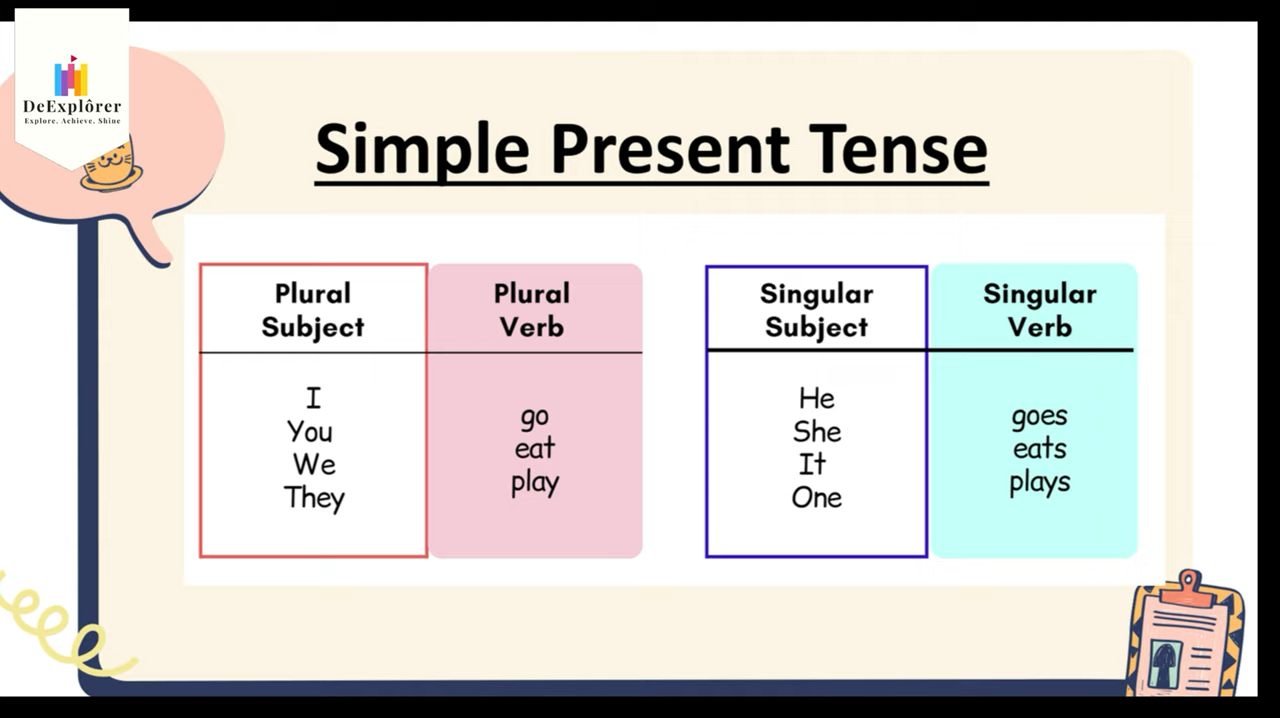 DeExplôrer
Explore. Achieve. Shine
Simple Present Tense
Plural
Subject
Plural
Verb
I
You
We
They
go
eat
play
Singular
Subject
Singular
Verb
He
She
It
One
goes
eats
plays